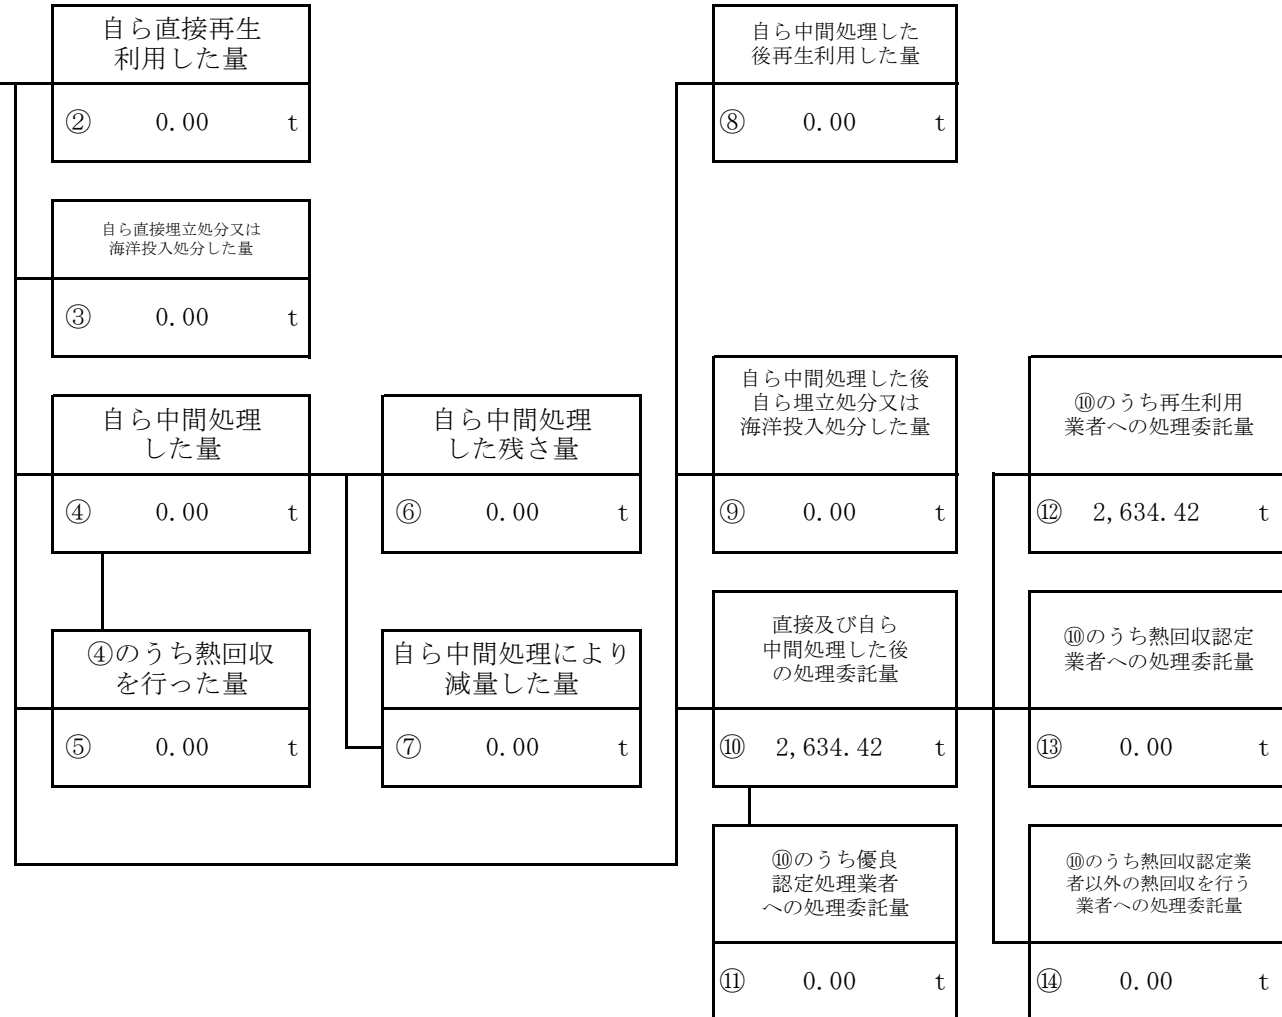 自ら直接再生
利用した量
② 0.00 t
自ら直接埋立処分又は
海洋投入処分した量
③ 0.00 t
自ら中間処理
した量
④ 0.00 t
④のうち熱回収
を行った量
⑤ 0.00 t
自ら中間処理
した残さ量
⑥ 0.00 t
自ら中間処理により
減量した量
⑦ 0.00 t
自ら中間処理した
後再生利用した量
⑧ 0.00 t
自ら中間処理した後
自ら埋立処分又は
海洋投入処分した量
⑨ 0.00 t
直接及び自ら
中間処理した後
の処理委託量
⑩ 2,634.42 t
⑩のうち優良
認定処理業者
への処理委託量
⑪ 0.00 t
⑩のうち再生利用
業者への処理委託量
⑫ 2,634.42 t
⑩のうち熱回収認定
業者への処理委託量
⑬ 0.00 t
⑩のうち熱回収認定業
者以外の熱回収を行う
業者への処理委託量
⑭ 0.00 t